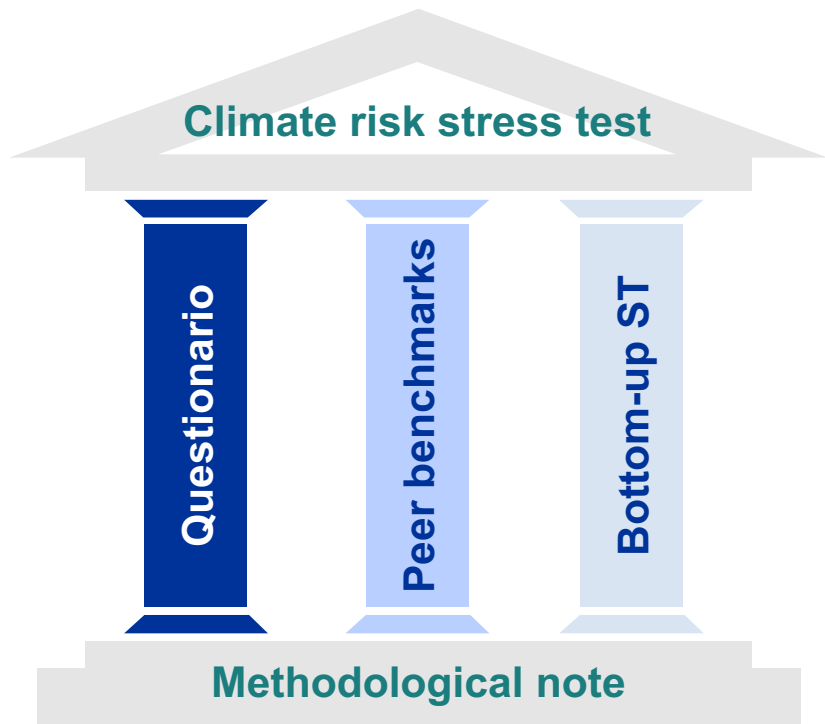 Climate risk stress test
Questionario
Peer benchmarks
Bottom-up ST
Methodological note